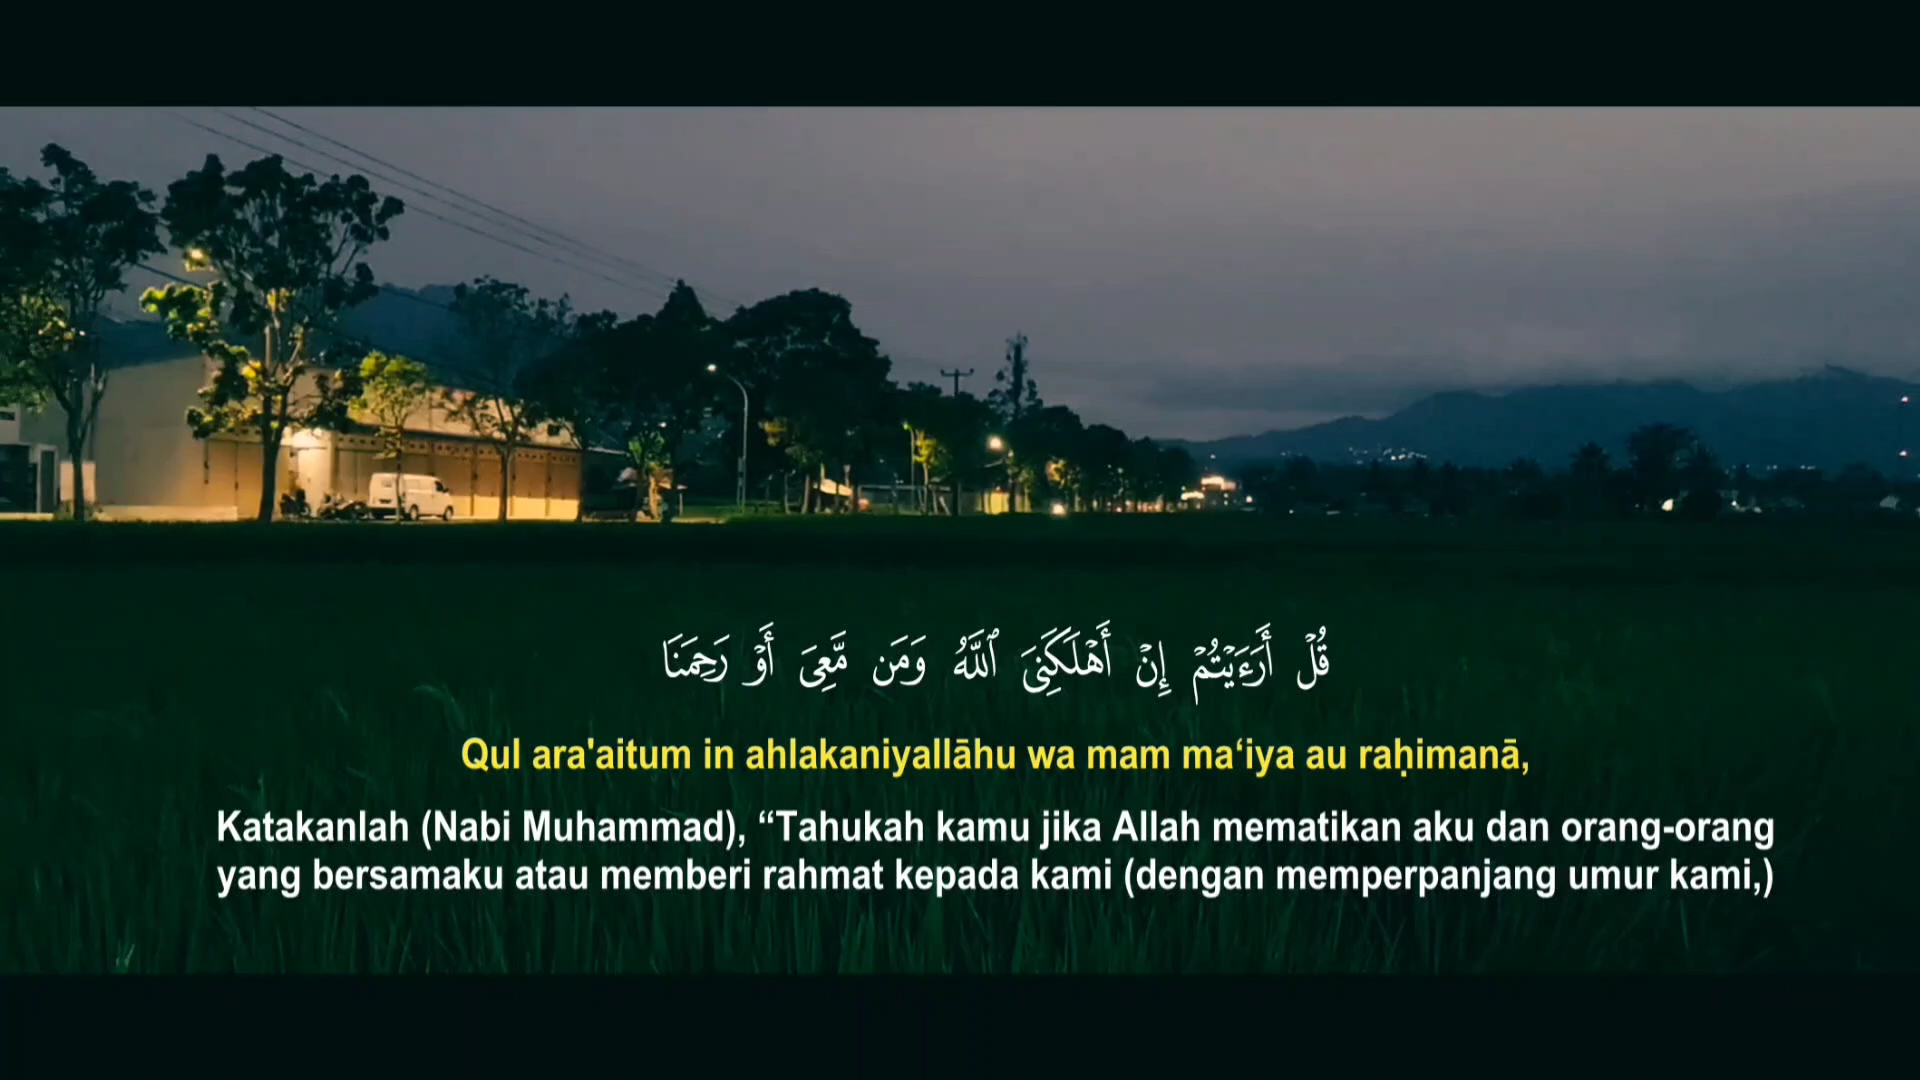 قُلْ أَرَءَيْتُمْ إِنْ أَهْلَكَنِىَ ٱللَّهُ وَمَن مَّعِىَ أَوْ رَحِمَنَا
Qul ara'aitum in ahlakaniyallāhu wa mam ma‘iya au raḥimanā,
Katakanlah (Nabi Muhammad), “Tahukah kamu jika Allah mematikan aku dan orang-orang
yang bersamaku atau memberi rahmat kepada kami (dengan memperpanjang umur kami,)